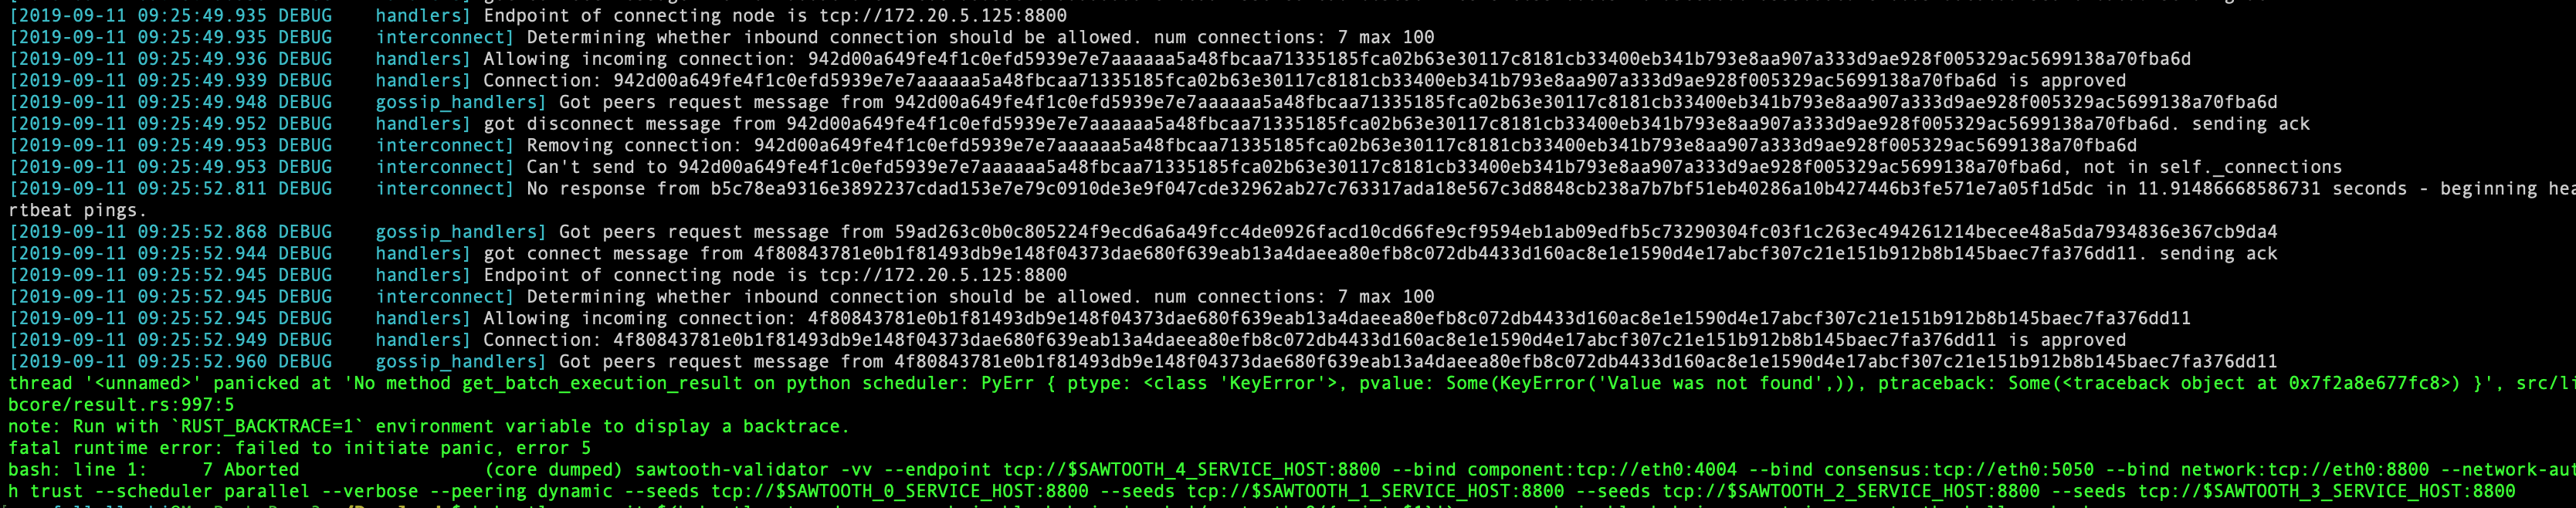 [2019-09-11 09:25:49.935 DEBUG    handlers] Endpoint of connecting node is tcp://172.20.5.125:8800
[2019-09-11 09:25:49.935 DEBUG    interconnect] Determining whether inbound connection should be allowed. num connections: 7 max 100
[2019-09-11 09:25:49.936 DEBUG    handlers] Allowing incoming connection: 942d00a649fe4f1c0efd5939e7e7aaaaaa5a48fbcaa71335185fca02b63e30117c8181cb33400eb341b793e8aa907a333d9ae928f005329ac5699138a70fba6d
[2019-09-11 09:25:49.939 DEBUG    handlers] Connection: 942d00a649fe4f1c0efd5939e7e7aaaaaa5a48fbcaa71335185fca02b63e30117c8181cb33400eb341b793e8aa907a333d9ae928f005329ac5699138a70fba6d is approved
[2019-09-11 09:25:49.948 DEBUG    gossip_handlers] Got peers request message from 942d00a649fe4f1c0efd5939e7e7aaaaaa5a48fbcaa71335185fca02b63e30117c8181cb33400eb341b793e8aa907a333d9ae928f005329ac5699138a70fba6d
[2019-09-11 09:25:49.952 DEBUG    handlers] got disconnect message from 942d00a649fe4f1c0efd5939e7e7aaaaaa5a48fbcaa71335185fca02b63e30117c8181cb33400eb341b793e8aa907a333d9ae928f005329ac5699138a70fba6d. sending ack
[2019-09-11 09:25:49.953 DEBUG    interconnect] Removing connection: 942d00a649fe4f1c0efd5939e7e7aaaaaa5a48fbcaa71335185fca02b63e30117c8181cb33400eb341b793e8aa907a333d9ae928f005329ac5699138a70fba6d
[2019-09-11 09:25:49.953 DEBUG    interconnect] Can't send to 942d00a649fe4f1c0efd5939e7e7aaaaaa5a48fbcaa71335185fca02b63e30117c8181cb33400eb341b793e8aa907a333d9ae928f005329ac5699138a70fba6d, not in self._connections
[2019-09-11 09:25:52.811 DEBUG    interconnect] No response from b5c78ea9316e3892237cdad153e7e79c0910de3e9f047cde32962ab27c763317ada18e567c3d8848cb238a7b7bf51eb40286a10b427446b3fe571e7a05f1d5dc in 11.91486668586731 seconds - beginning hea
rtbeat pings.
[2019-09-11 09:25:52.868 DEBUG    gossip_handlers] Got peers request message from 59ad263c0b0c805224f9ecd6a6a49fcc4de0926facd10cd66fe9cf9594eb1ab09edfb5c73290304fc03f1c263ec494261214becee48a5da7934836e367cb9da4
[2019-09-11 09:25:52.944 DEBUG    handlers] got connect message from 4f80843781e0b1f81493db9e148f04373dae680f639eab13a4daeea80efb8c072db4433d160ac8e1e1590d4e17abcf307c21e151b912b8b145baec7fa376dd11. sending ack
[2019-09-11 09:25:52.945 DEBUG    handlers] Endpoint of connecting node is tcp://172.20.5.125:8800
[2019-09-11 09:25:52.945 DEBUG    interconnect] Determining whether inbound connection should be allowed. num connections: 7 max 100
[2019-09-11 09:25:52.945 DEBUG    handlers] Allowing incoming connection: 4f80843781e0b1f81493db9e148f04373dae680f639eab13a4daeea80efb8c072db4433d160ac8e1e1590d4e17abcf307c21e151b912b8b145baec7fa376dd11
[2019-09-11 09:25:52.949 DEBUG    handlers] Connection: 4f80843781e0b1f81493db9e148f04373dae680f639eab13a4daeea80efb8c072db4433d160ac8e1e1590d4e17abcf307c21e151b912b8b145baec7fa376dd11 is approved
[2019-09-11 09:25:52.960 DEBUG    gossip_handlers] Got peers request message from 4f80843781e0b1f81493db9e148f04373dae680f639eab13a4daeea80efb8c072db4433d160ac8e1e1590d4e17abcf307c21e151b912b8b145baec7fa376dd11
thread '<unnamed>' panicked at 'No method get_batch_execution_result on python scheduler: PyErr { ptype: <class 'KeyError'>, pvalue: Some(KeyError('Value was not found',)), ptraceback: Some(<traceback object at 0x7f2a8e677fc8>) }', src/li
bcore/result.rs:997:5
note: Run with `RUST_BACKTRACE=1` environment variable to display a backtrace.
fatal runtime error: failed to initiate panic, error 5
bash: line 1:     7 Aborted               (core dumped) sawtooth-validator -vv --endpoint tcp://$SAWTOOTH_4_SERVICE_HOST:8800 --bind component:tcp://eth0:4004 --bind consensus:tcp://eth0:5050 --bind network:tcp://eth0:8800 --network-aut
h trust --scheduler parallel --verbose --peering dynamic --seeds tcp://$SAWTOOTH_0_SERVICE_HOST:8800 --seeds tcp://$SAWTOOTH_1_SERVICE_HOST:8800 --seeds tcp://$SAWTOOTH_2_SERVICE_HOST:8800 --seeds tcp://$SAWTOOTH_3_SERVICE_HOST:8800